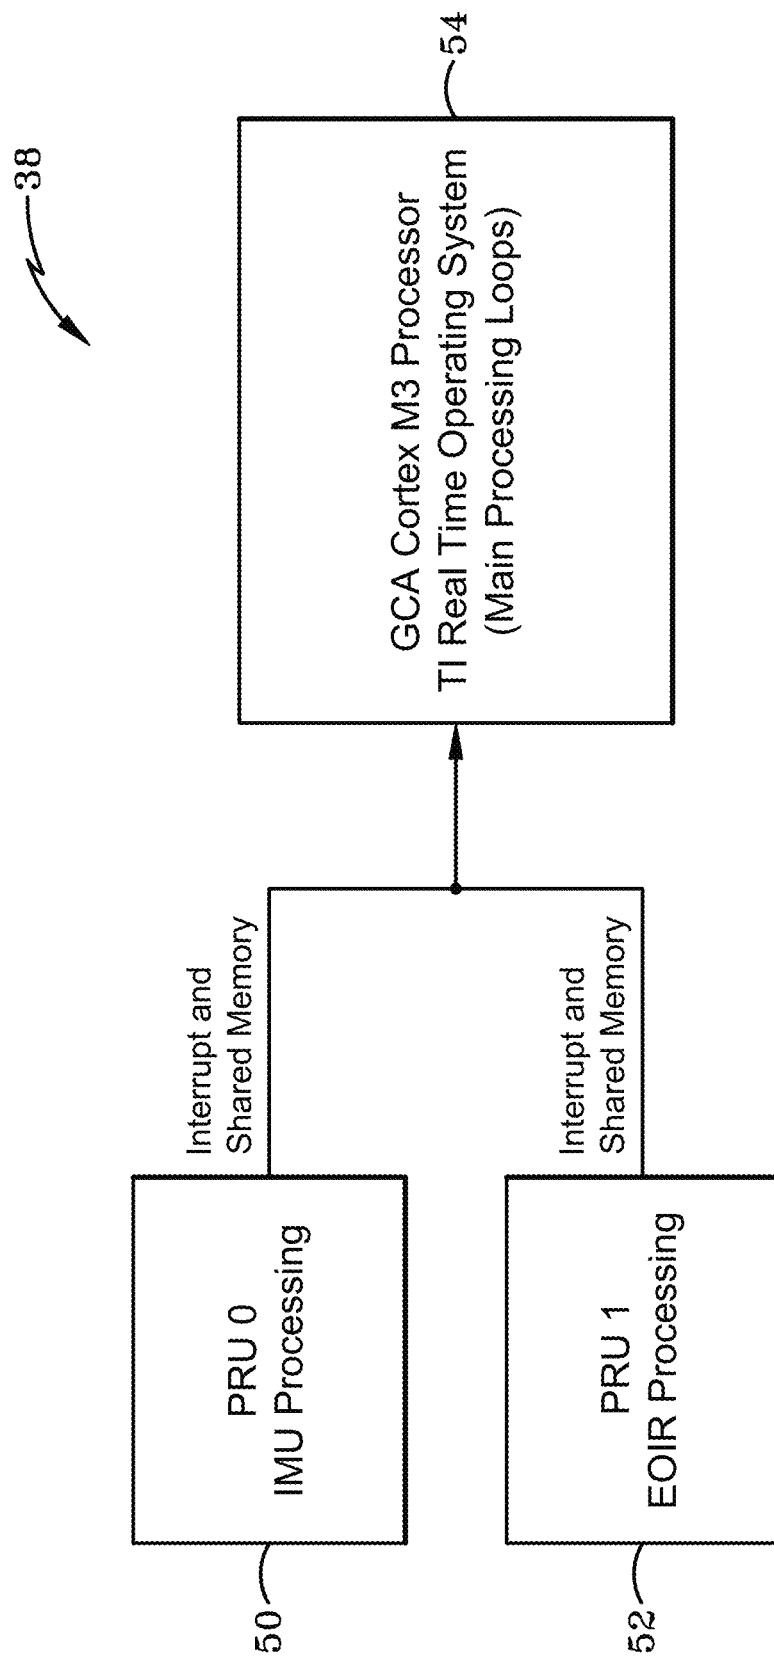 38
PRU 0
IMU Processing
50
Interrupt and
Shared Memory
GCA Cortex M3 Processor
TI Real Time Operating System
(Main Processing Loops)
54
PRU 1
EOIR Processing
52
Interrupt and
Shared Memory